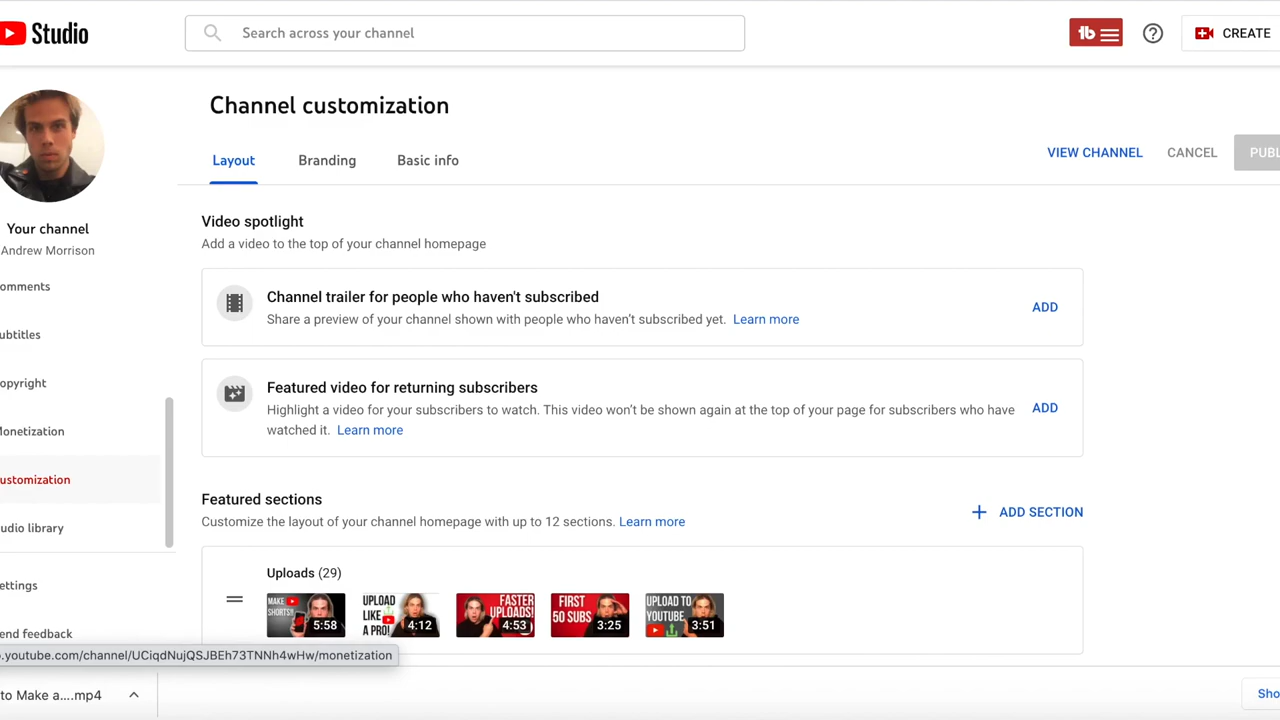 Studio
Search across your channel
CREATE
Channel customization
Layout
Branding
Basic info
VIEW CHANNEL
CANCEL
PUBL
Your channel
Andrew Morrison
omments
ubtitles
opyright
Monetization
ustomization
udio library
ettings
end feedback
Video spotlight
Add a video to the top of your channel homepage
Channel trailer for people who haven't subscribed
Share a preview of your channel shown with people who haven't subscribed yet. Learn more
ADD
Featured video for returning subscribers
Highlight a video for your subscribers to watch. This video won't be shown again at the top of your page for subscribers who have
watched it. Learn more
ADD
Featured sections
Customize the layout of your channel homepage with up to 12 sections. Learn more
+ ADD SECTION
Uploads (29)
MAKE
SHORTS!
5:58
UPLOAD
LIKE
A PRO!
4:12
FASTER
UPLOADS!
4:53
FIRST
50 SUBS
3:25
UPLOAD TO
YOUTUBE
3:51
o.youtube.com/channel/UCiqdNujQSJBEh73TNNh4wHw/monetization
to Make a....mp4
Sho